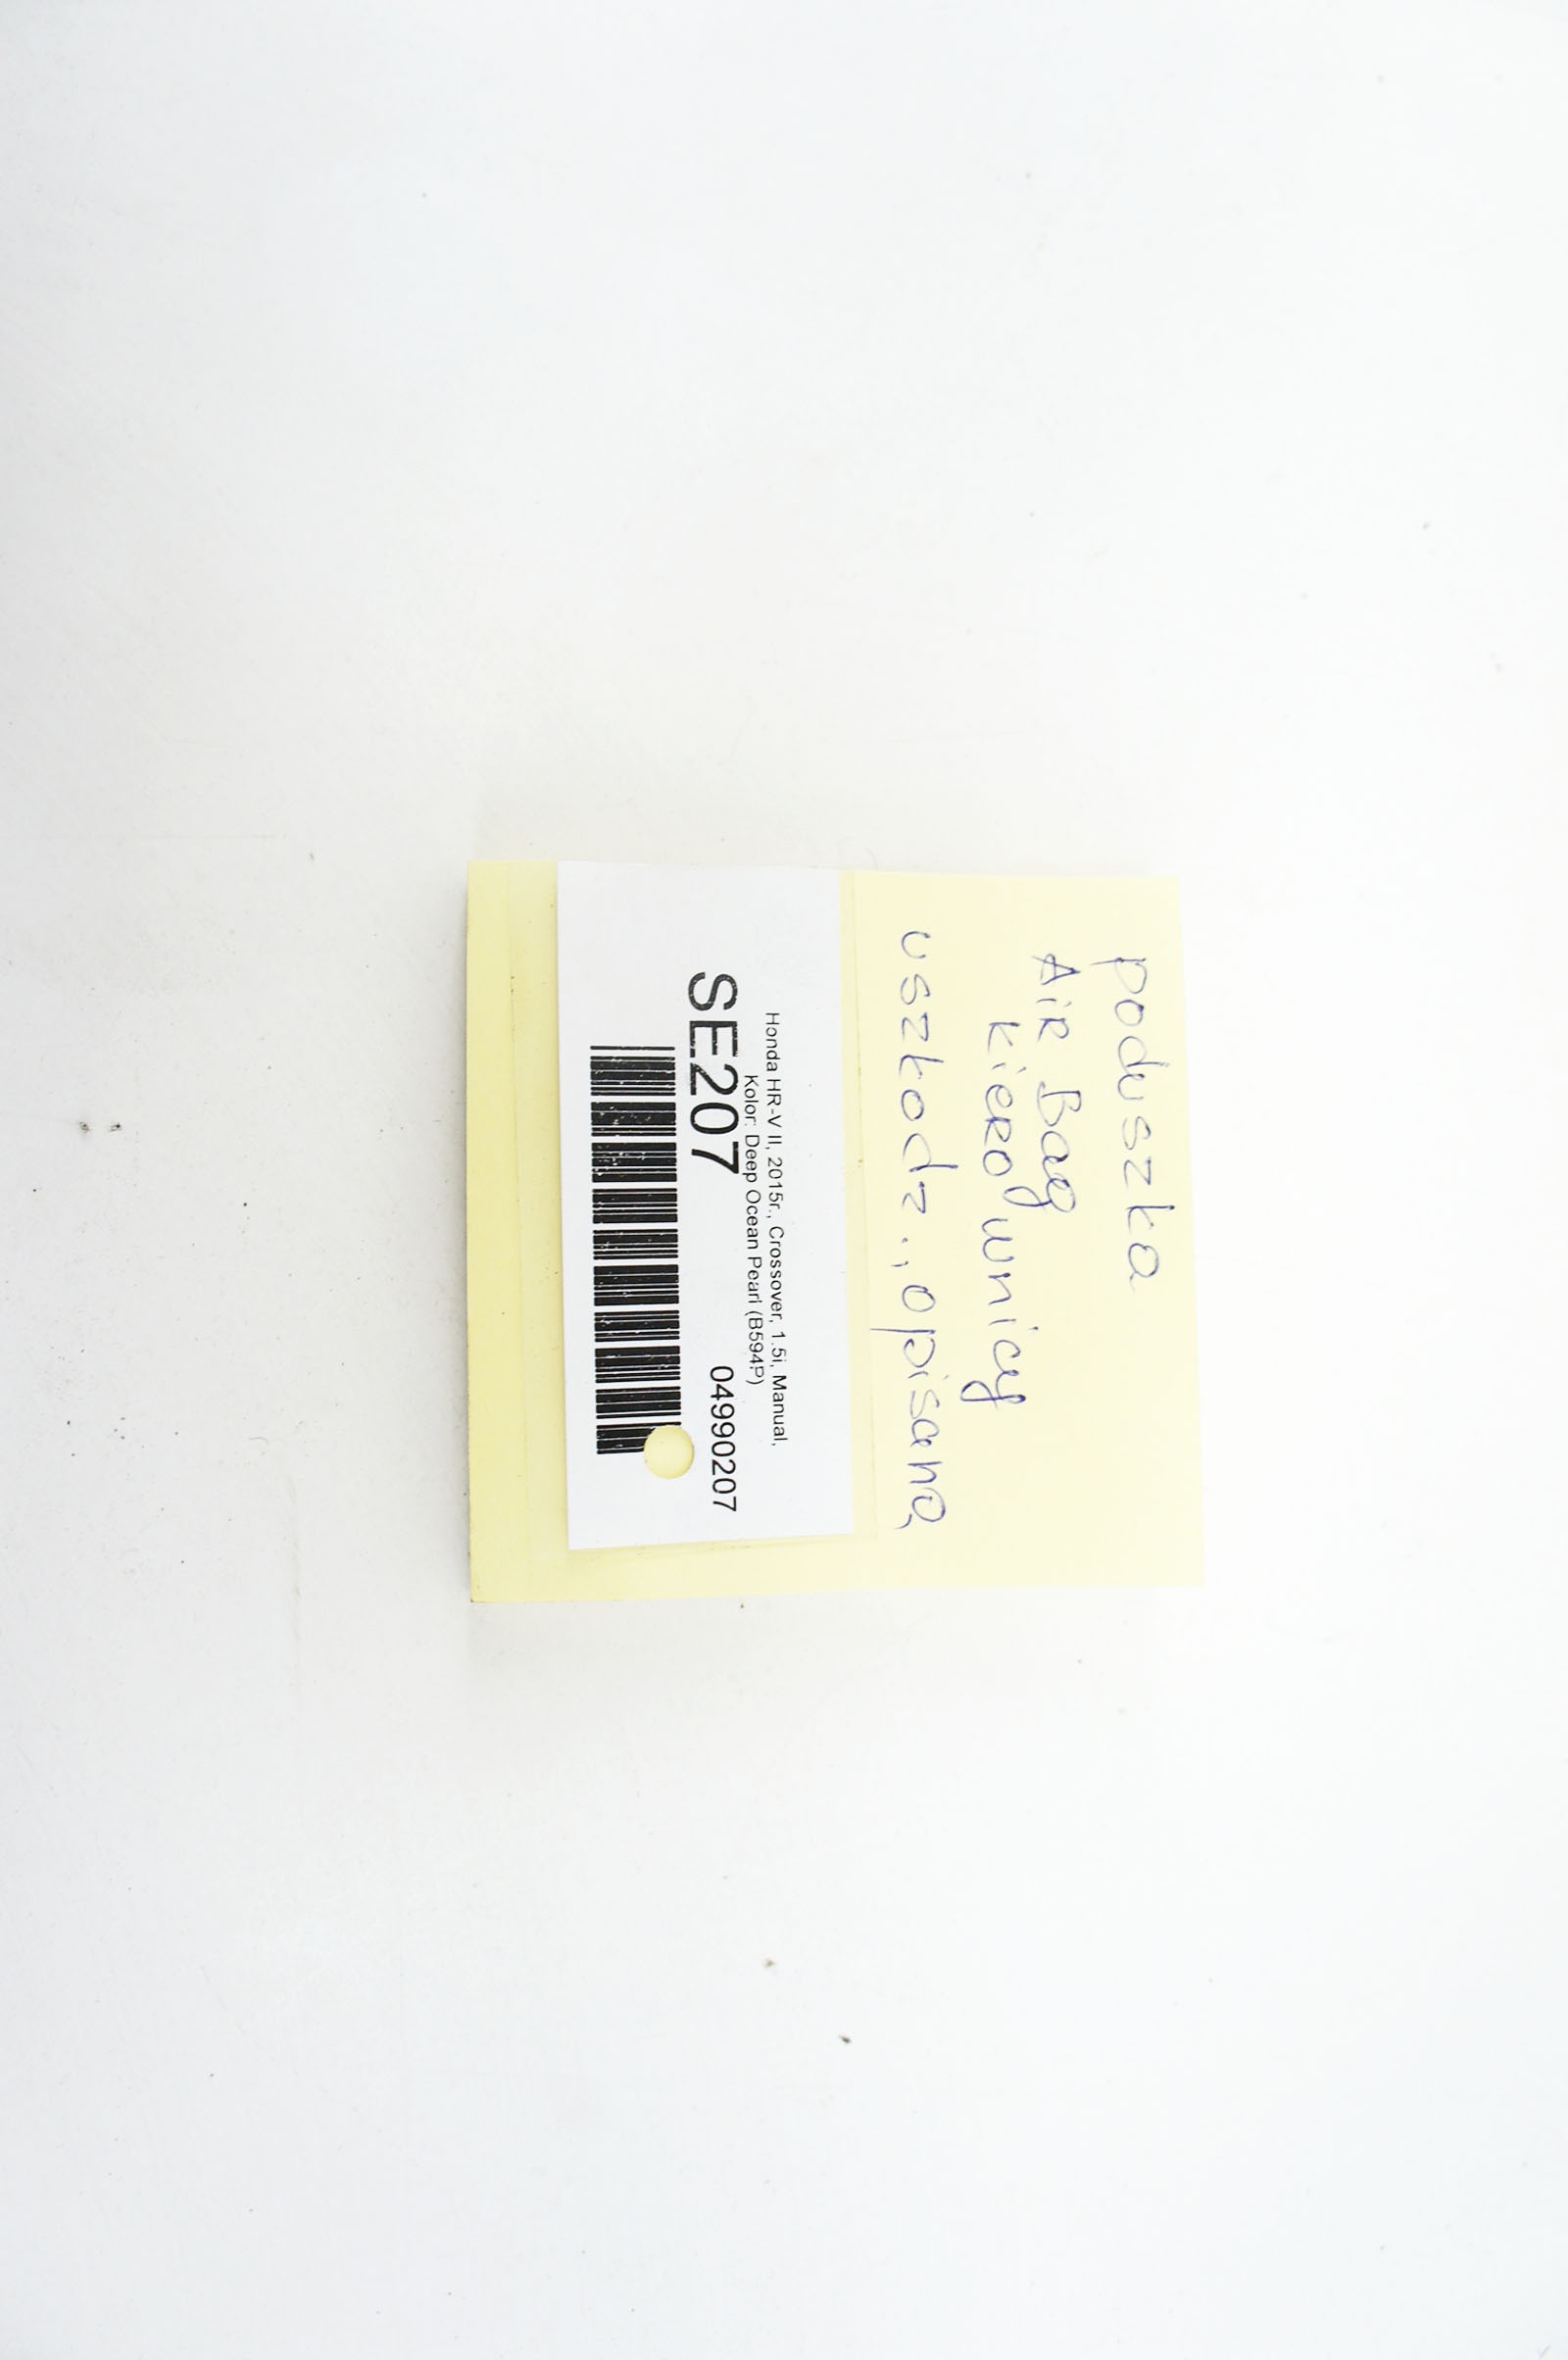 poduszka
AiR Bag
kieRownicy
uszkodz., opisana,
Honda HR-V II, 2015r., Crossover, 1.5i, Manual,
Kolor: Deep Ocean Pearl (B594P)
SE207 04990207